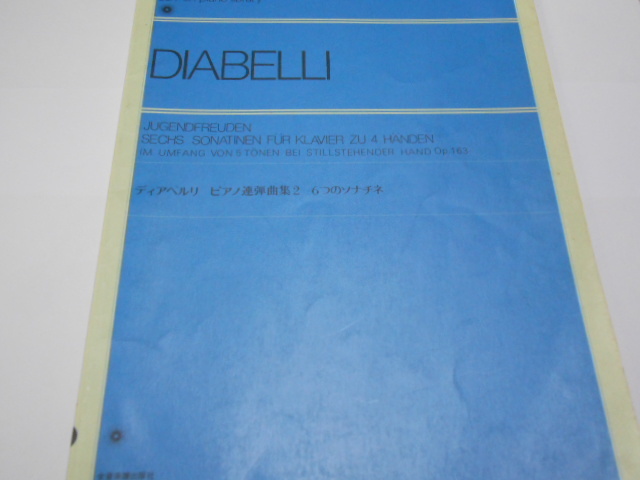 DIABELLI
JUGENDFREUDEN
SECHS SONATINEN FÜR KLAVIER ZU 4 HÄNDEN
IM UMFANG VON 5 TÖNEN BEI STILLSTEHENDER HAND Op.163
ディアベルリ ピアノ連弾曲集2 6つのソナチネ